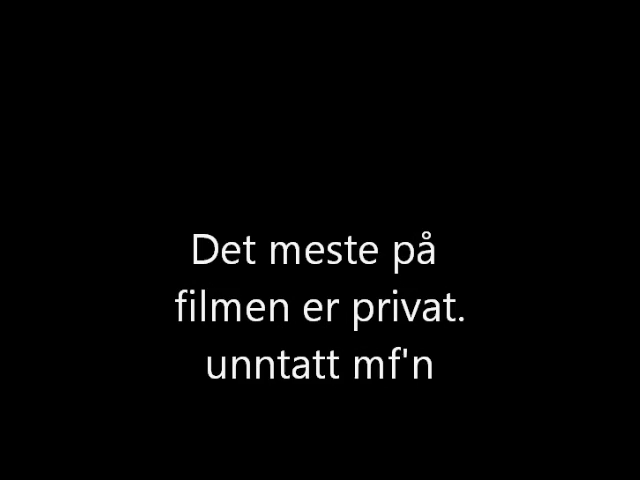 Det meste på
filmen er privat.
unntatt mf'n